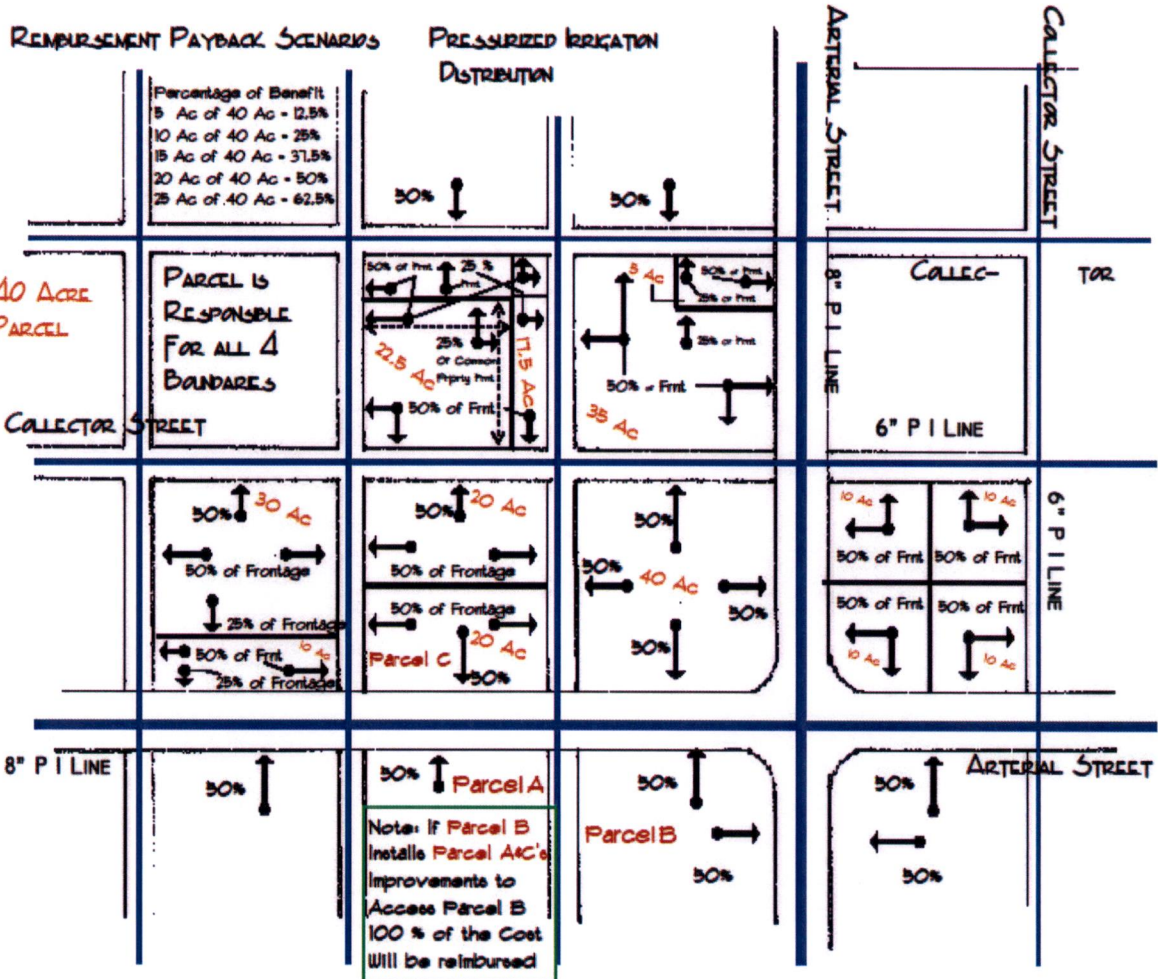 REIMBURSEMENT PAYBACK SCENARIOS
PRESSURIZED IRRIGATION
DISTRIBUTION
ARTERIAL STREET
COLLECTOR STREET
Percentage of Benefit
5 Ac of 40 Ac - 12.5%
10 Ac of 40 Ac - 25%
15 Ac of 40 Ac - 37.5%
20 Ac of 40 Ac - 50%
25 Ac of 40 Ac - 62.5%
50%
50%
40 ACRE
PARCEL
PARCEL IS
RESPONSIBLE
FOR ALL 4
BOUNDARIES
50% of Frnt
25 %
Frnt
22.5 Ac
25%
Of Common
Prprty Frnt
17.5 Ac
50% of Frnt
5 Ac
50% of Frnt
25% of Frnt
25% of Frnt
50% of Frnt
35 Ac
8" P I LINE
COLLEC-
TOR
6" P I LINE
COLLECTOR STREET
50%
30 Ac
50% of Frontage
25% of Frontage
50% of Frnt
10 Ac
25% of Frontage
50%
20 Ac
50% of Frontage
50% of Frontage
20 Ac
Parcel C
50%
50%
50%
40 Ac
50%
50%
10 Ac
10 Ac
50% of Frnt
50% of Frnt
50% of Frnt
50% of Frnt
10 Ac
10 Ac
6" P I LINE
8" P I LINE
ARTERIAL STREET
50%
50%
Parcel A
50%
Parcel B
50%
50%
50%
Note: If Parcel B
Installs Parcel A&C's
Improvements to
Access Parcel B
100 % of the Cost
Will be reimbursed